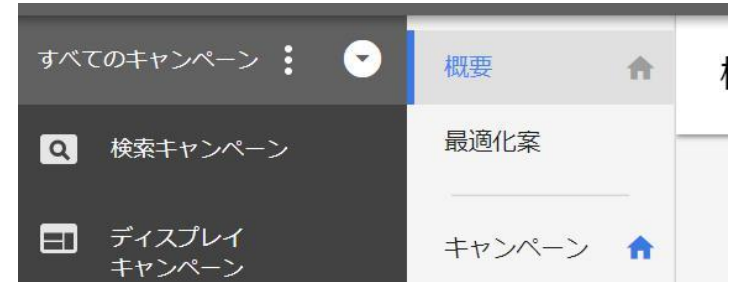 すべてのキャンペーン
検索キャンペーン
ディスプレイ
キャンペーン
概要
最適化案
キャンペーン